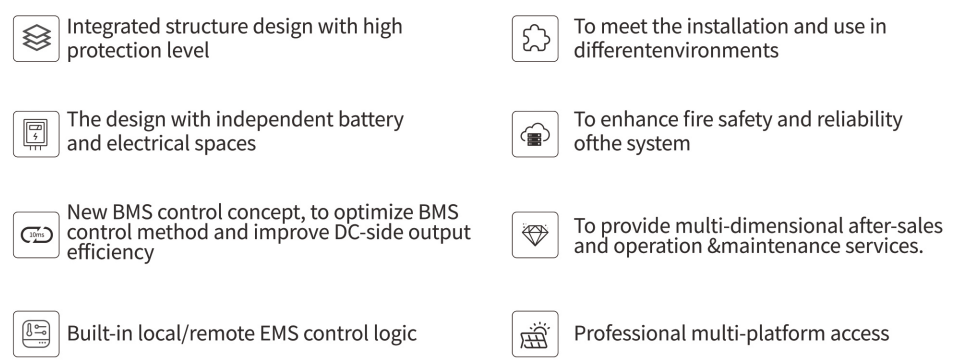 Integrated structure design with high
protection level
To meet the installation and use in
differentenvironments
The design with independent battery
and electrical spaces
To enhance fire safety and reliability
ofthe system
New BMS control concept, to optimize BMS
control method and improve DC-side output
efficiency
10ms
To provide multi-dimensional after-sales
and operation &maintenance services.
Built-in local/remote EMS control logic
Professional multi-platform access